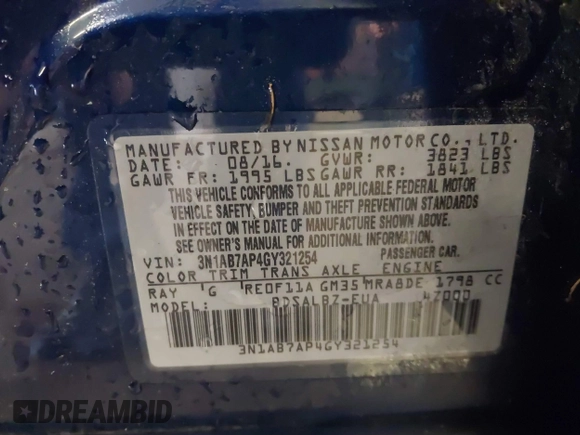 MANUFACTURED BY NISSAN MOTOR CO., LTD.
DATE: 08/16. GVWR: 3823 LBS
GAWR FR: 1995 LBS GAWR RR: 1841 LBS
THIS VEHICLE CONFORMS TO ALL APPLICABLE FEDERAL MOTOR
VEHICLE SAFETY, BUMPER AND THEFT PREVENTION STANDARDS
IN EFFECT ON THE DATE OF MANUFACTURE SHOWN ABOVE.
SEE OWNER'S MANUAL FOR ADDITIONAL INFORMATION.
VIN: 3N1AB7AP4GY321254 PASSENGER CAR.
COLOR TRIM TRANS AXLE ENGINE
RAY 'G RE0F11A GM35 MRA8DE 1798 CC
MODEL: BDSALBZ-EUA 47000
3N1AB7AP4GY321254
DREAMBID